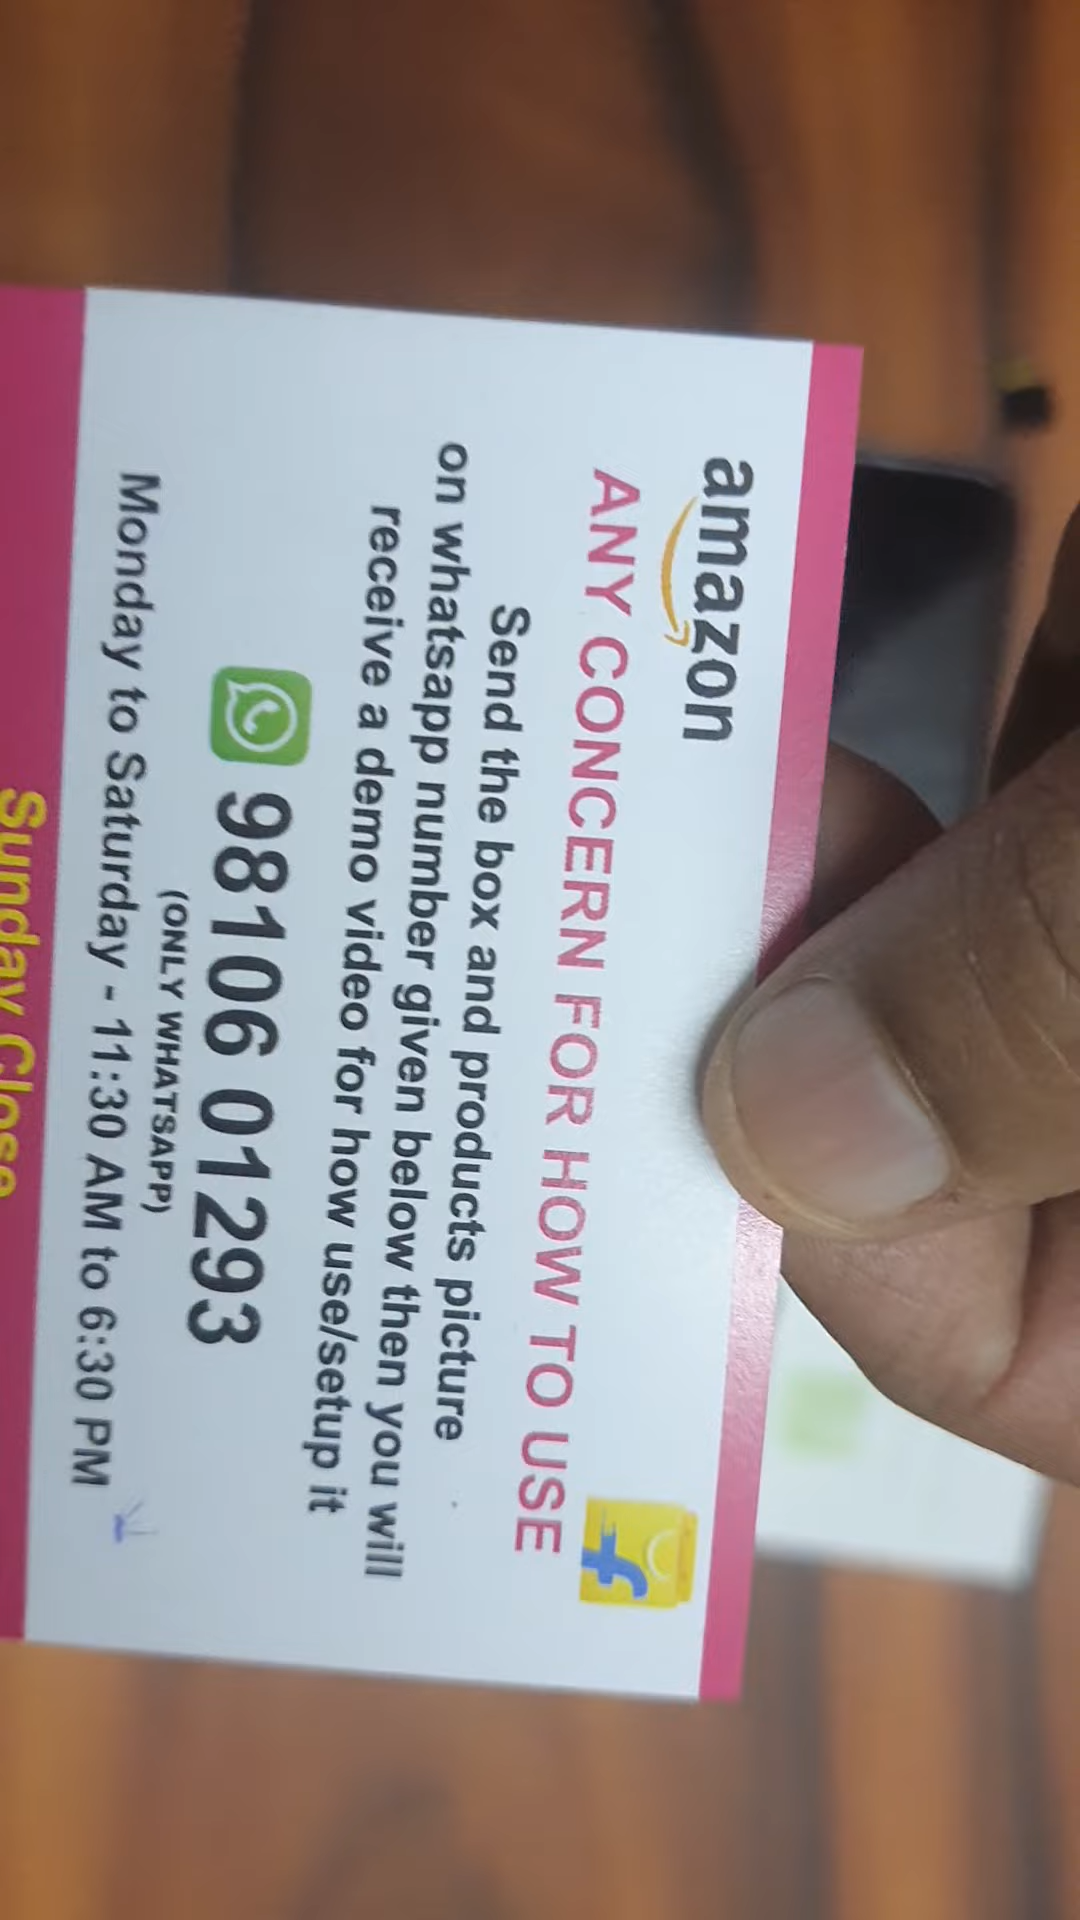 amazon
ANY CONCERN FOR HOW TO USE
Send the box and products picture
on whatsapp number given below then you will
receive a demo video for how use/setup it
98106 01293
(ONLY WHATSAPP)
Monday to Saturday - 11:30 AM to 6:30 PM
Sunday Close